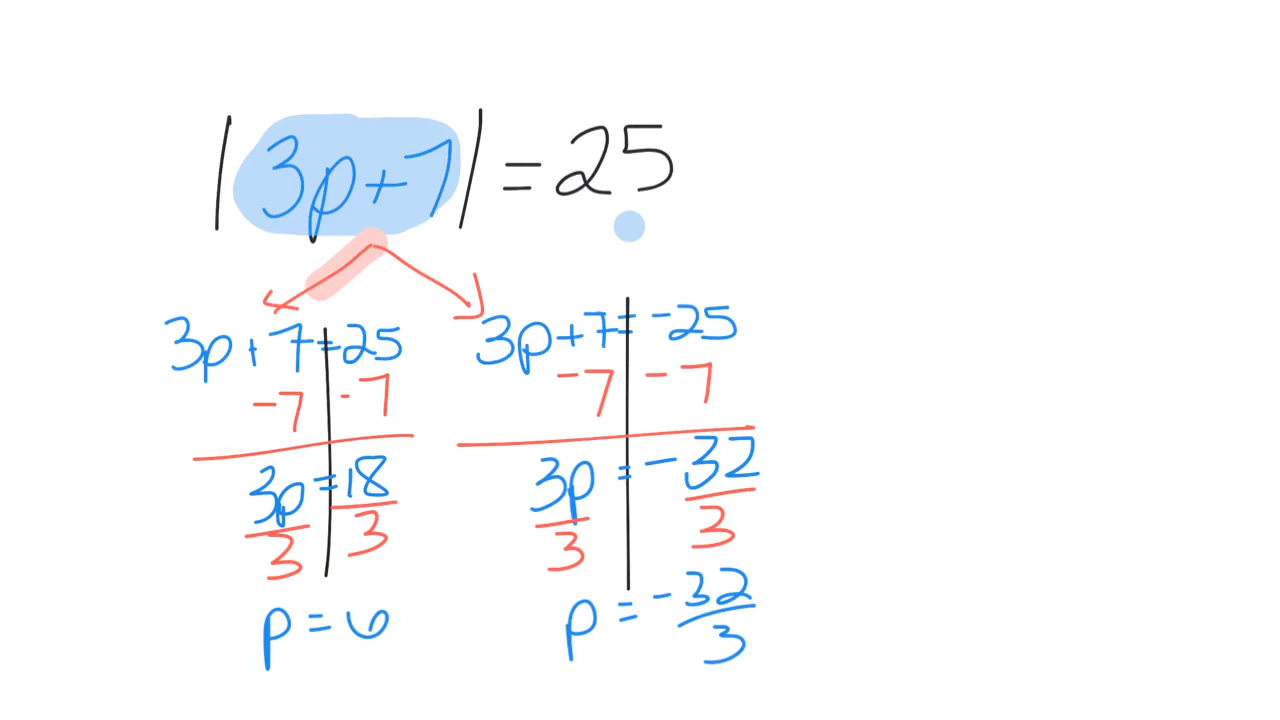 |3p+7|=25
3p+7=25
-7 -7
3p=18
3 3
p=6
3p+7=-25
-7 -7
3p=-32
3 3
p=-32/3